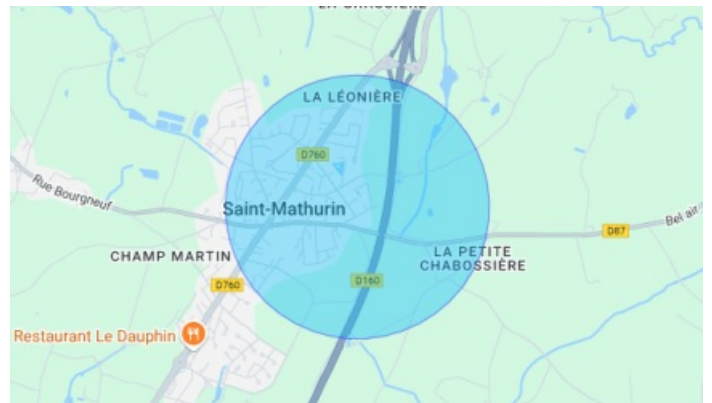 LA LÉONIÈRE
D760
Rue Bourgneuf
Saint-Mathurin
Bel air
D87
CHAMP MARTIN
LA PETITE
CHABOSSIÈRE
D760
D160
Restaurant Le Dauphin